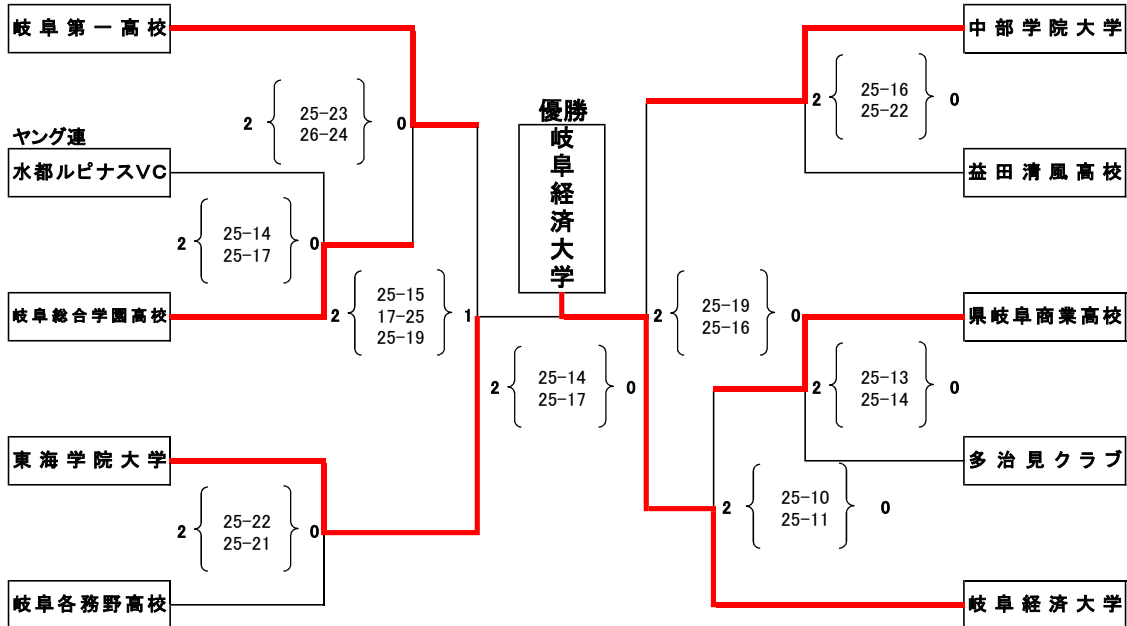 岐阜第一高校
ヤング連
水都ルピナスVC
岐阜総合学園高校
東海学院大学
岐阜各務野高校
2 25-23 0
26-24
2 25-14 0
25-17
2 25-15 1
17-25
25-19
2 25-22 0
25-21
優勝
岐阜経済大学
2 25-14 0
25-17
中部学院大学
益田清風高校
県岐阜商業高校
多治見クラブ
岐阜経済大学
2 25-16 0
25-22
2 25-19 0
25-16
2 25-13 0
25-14
2 25-10 0
25-11